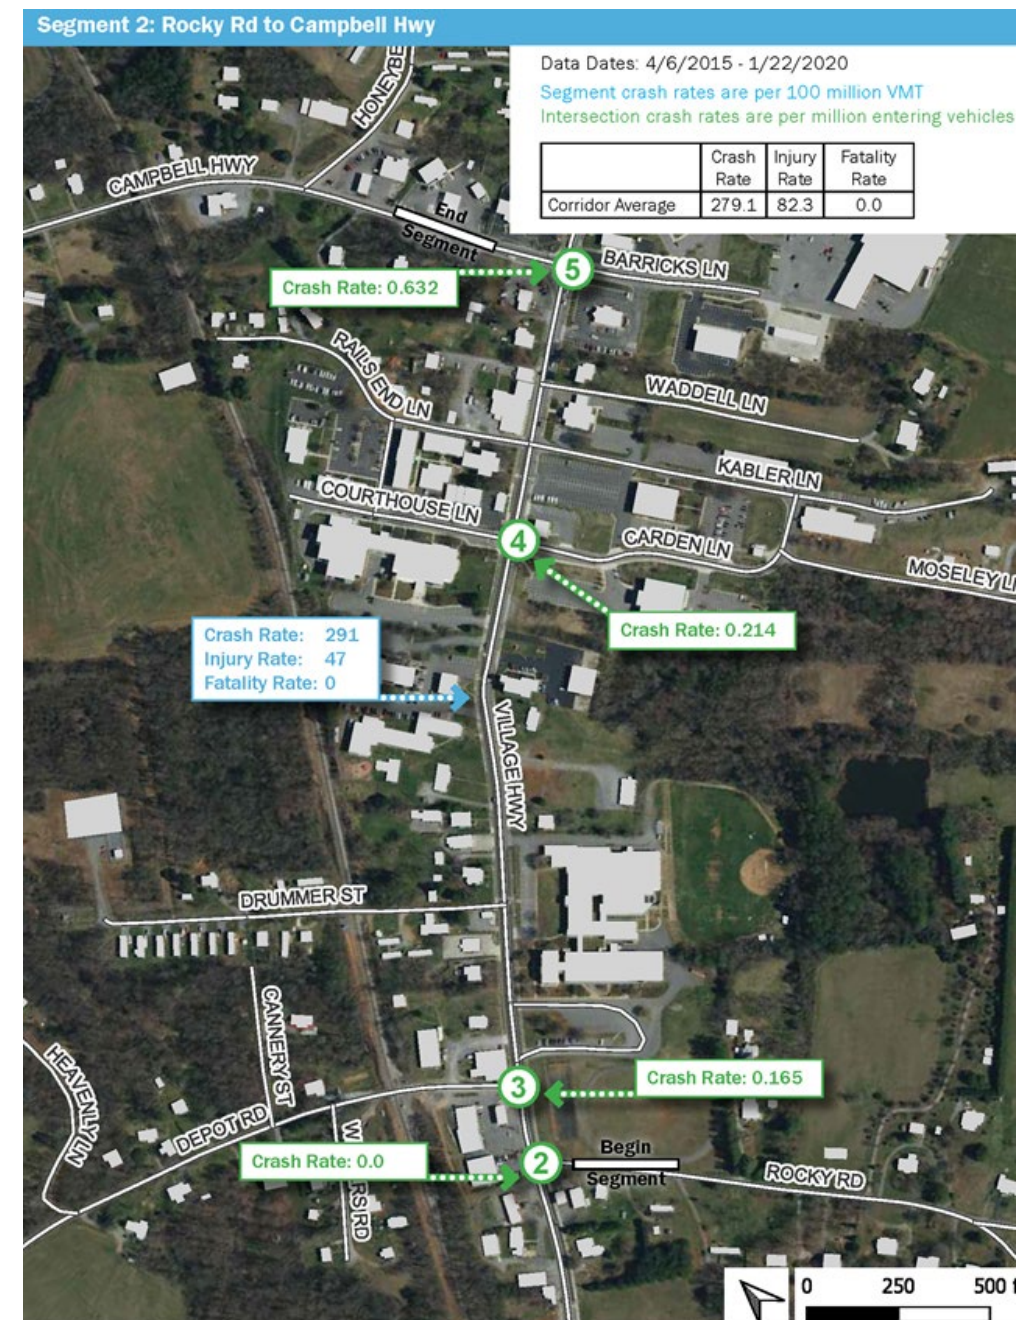 Segment 2: Rocky Rd to Campbell Hwy
Data Dates: 4/6/2015 - 1/22/2020
Segment crash rates are per 100 million VMT
Intersection crash rates are per million entering vehicles
Crash Rate
Injury Rate
Fatality Rate
Corridor Average 279.1 82.3 0.0
CAMPBELL HWY
End
Segment
5
BARRICKS LN
Crash Rate: 0.632
RAILS END LN
WADDELL LN
KABLER LN
COURTHOUSE LN
4
CARDEN LN
MOSELEY
Crash Rate: 0.214
Crash Rate: 291
Injury Rate: 47
Fatality Rate: 0
VILLAGE HWY
DRUMMER ST
CANNERY ST
HEAVENLY LN
3
Crash Rate: 0.165
DEPOT RD
Crash Rate: 0.0
2
Begin
Segment
ROCKY RD
RD
0 250 500